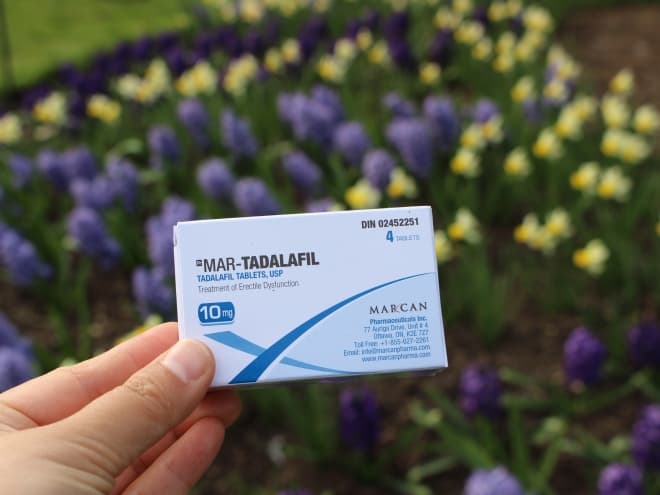 DIN 02452251
4 TABLETS
MAR-TADALAFIL
TADALAFIL TABLETS, USP
Treatment of Erectile Dysfunction
10 mg
MARCAN
Pharmaceuticals Inc.
77 Auriga Drive, Unit # 4
Ottawa, ON, K2E 7Z7
Toll Free: +1-855-627-2261
Email: info@marcanpharma.com
www.marcanpharma.com